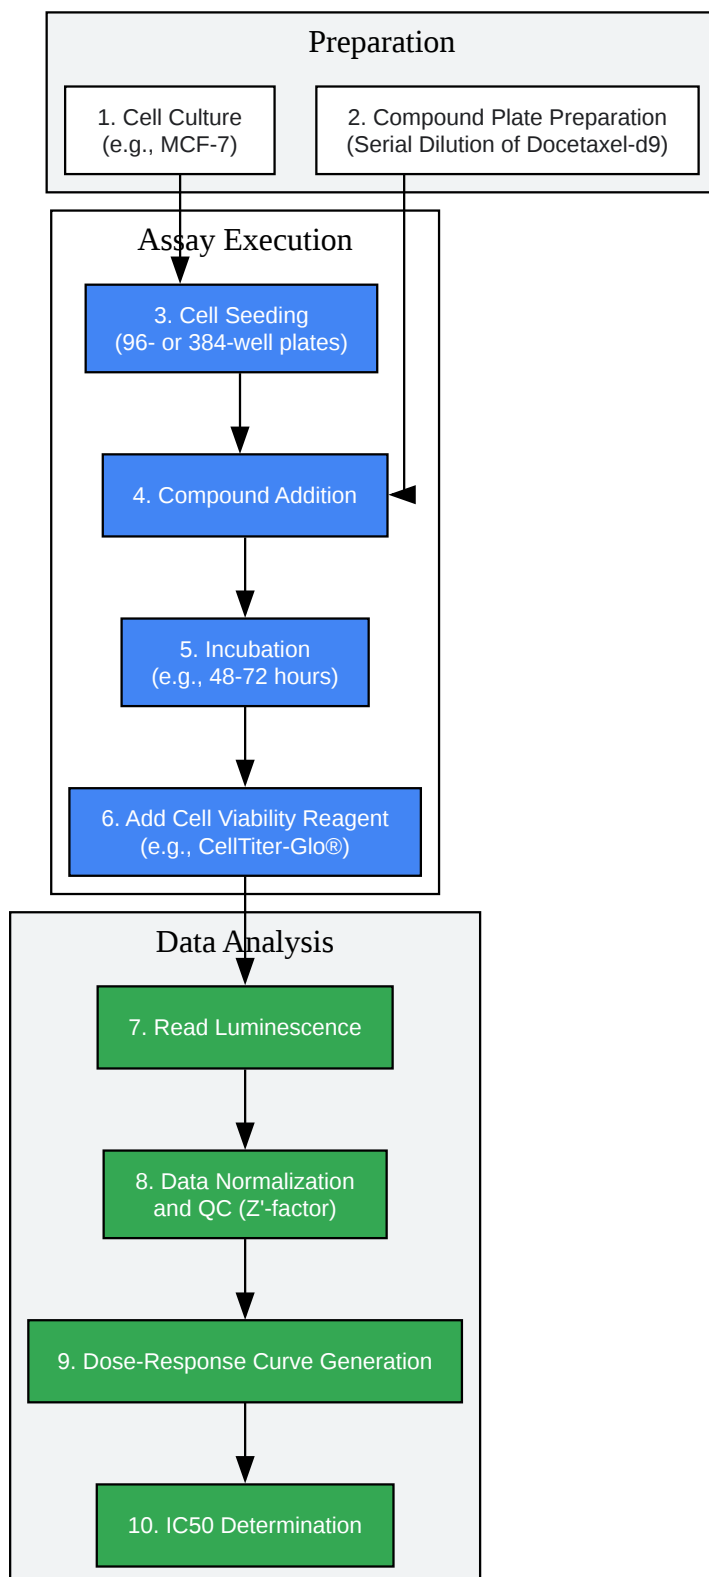 Preparation
1. Cell Culture
(e.g., MCF-7)
2. Compound Plate Preparation
(Serial Dilution of Docetaxel-d9)
Assay Execution
3. Cell Seeding
(96- or 384-well plates)
4. Compound Addition
5. Incubation
(e.g., 48-72 hours)
6. Add Cell Viability Reagent
(e.g., CellTiter-Glo®)
Data Analysis
7. Read Luminescence
8. Data Normalization
and QC (Z'-factor)
9. Dose-Response Curve Generation
10. IC50 Determination